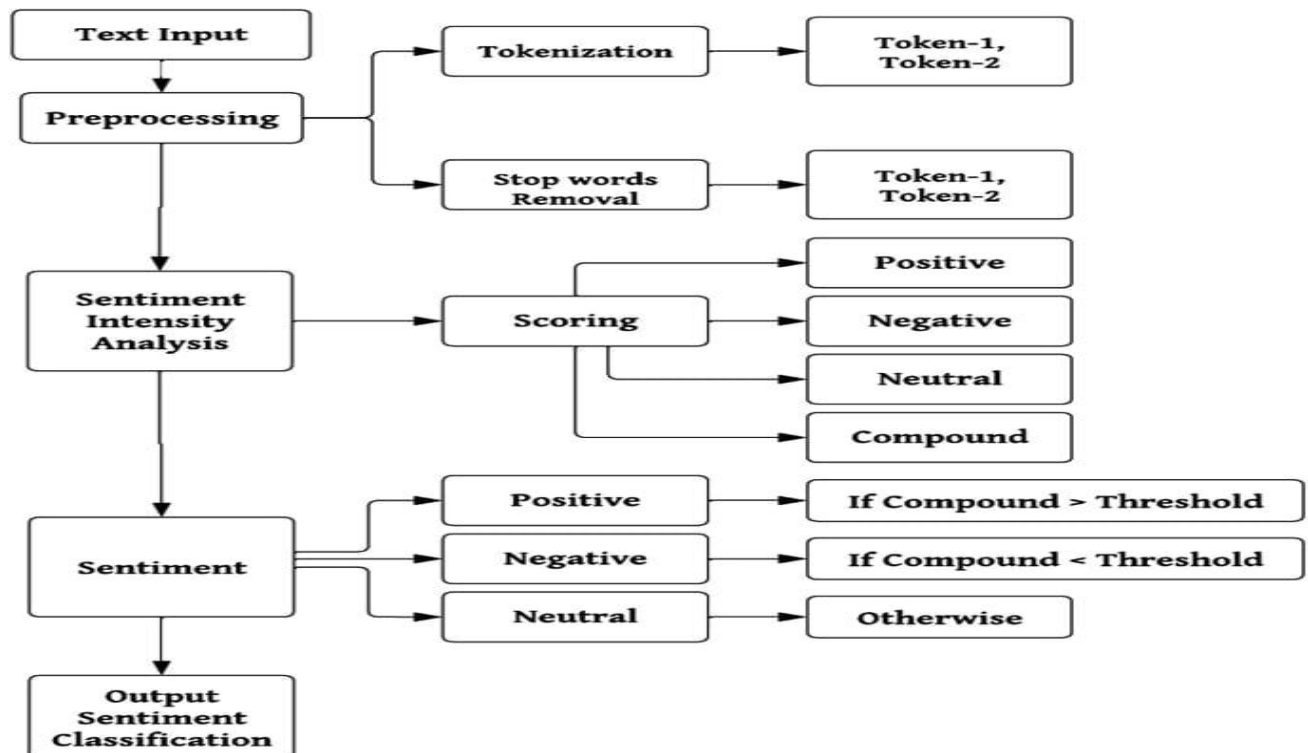 Text Input
Preprocessing
Tokenization
Token-1,
Token-2
Stop words
Removal
Token-1,
Token-2
Sentiment
Intensity
Analysis
Scoring
Positive
Negative
Neutral
Compound
Sentiment
Positive
If Compound > Threshold
Negative
If Compound < Threshold
Neutral
Otherwise
Output
Sentiment
Classification